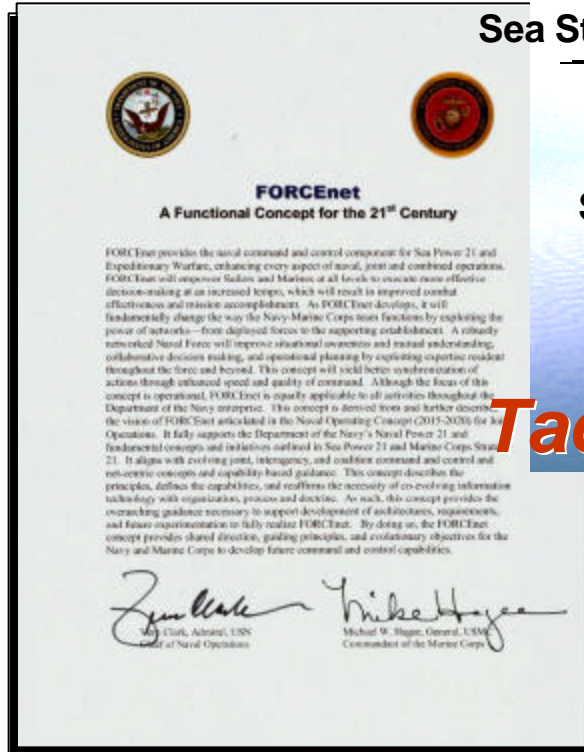 Sea St
S
Tac
FORCEnet
A Functional Concept for the 21st Century
FORCEnet provides the naval command and control component for Sea Power 21 and
Expeditionary Warfare, enhancing every aspect of naval, joint and combined operations.
FORCEnet will empower Sailors and Marines at all levels to execute more effective
decision-making at an increased tempo, which will result in improved combat
effectiveness and mission accomplishment. As FORCEnet develops, it will
fundamentally change the way the Navy-Marine Corps team functions by exploiting the
power of networks—from deployed forces to the supporting establishment. A robustly
networked Naval Force will improve situational awareness and mutual understanding,
collaborative decision making, and operational planning by exploiting expertise resident
throughout the force and beyond. This concept will yield better synchronization of
actions through enhanced speed and quality of command. Although the focus of this
concept is operational, FORCEnet is equally applicable to all activities throughout the
Department of the Navy enterprise. This concept is derived from and further describes
the vision of FORCEnet articulated in the Naval Operating Concept (2015-2020) for Joi
Operations. It fully supports the Department of the Navy's Naval Power 21 and
fundamental concepts and initiatives outlined in Sea Power 21 and Marine Corps Strate
21. It aligns with evolving joint, interagency, and coalition command and control and
net-centric concepts and capability-based guidance. This concept describes the
principles, defines the capabilities, and reaffirms the necessity of co-evolving information
technology with organization, process and doctrine. As such, this concept provides the
overarching guidance necessary to support development of architectures, requirements,
and future experimentation to fully realize FORCEnet. By doing so, the FORCEnet
concept provides shared direction, guiding principles, and evolutionary objectives for the
Navy and Marine Corps to develop future command and control capabilities.
Vern Clark, Admiral, USN
Chief of Naval Operations
Mike Hagee
Michael W. Hagee, General, USMC
Commandant of the Marine Corps